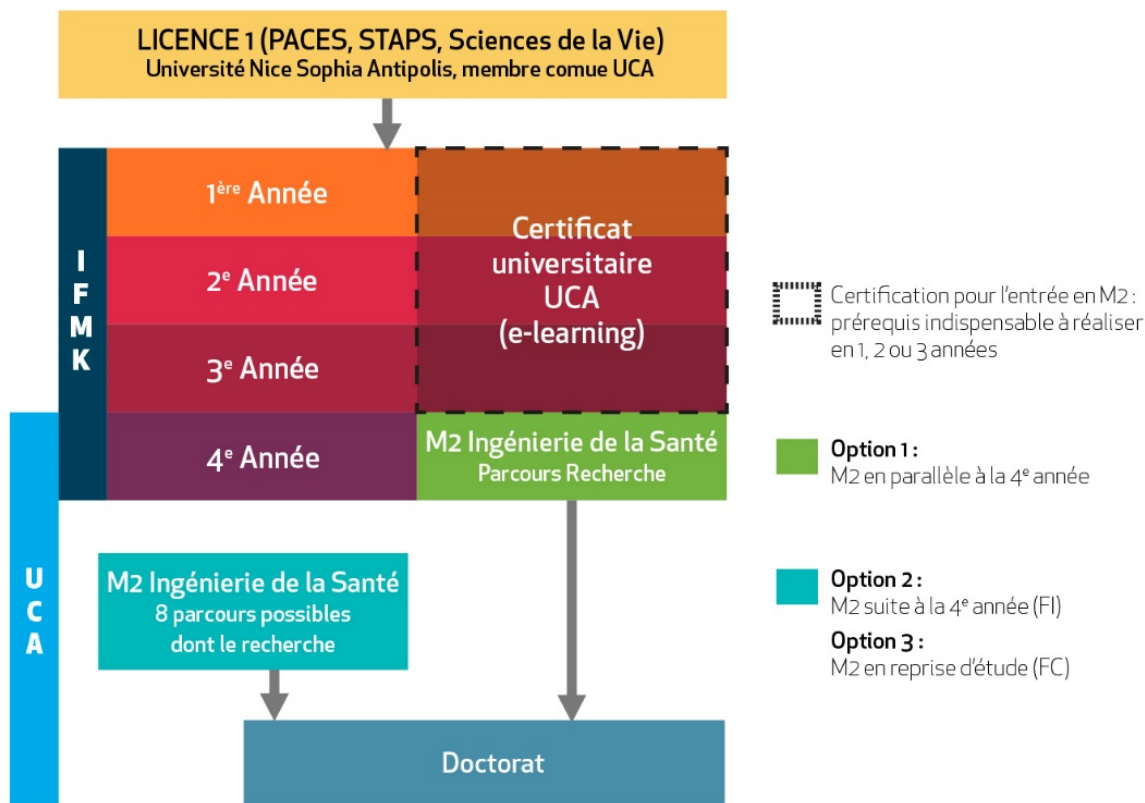 LICENCE 1 (PACES, STAPS, Sciences de la Vie)
Université Nice Sophia Antipolis, membre comue UCA
IFMK
1ère Année
2e Année
3e Année
4e Année
Certificat
universitaire
UCA
(e-learning)
M2 Ingénierie de la Santé
Parcours Recherche
UCA
M2 Ingénierie de la Santé
8 parcours possibles
dont le recherche
Doctorat
Certification pour l'entrée en M2 :
prérequis indispensable à réaliser
en 1, 2 ou 3 années
Option 1 :
M2 en parallèle à la 4e année
Option 2 :
M2 suite à la 4e année (FI)
Option 3 :
M2 en reprise d'étude (FC)